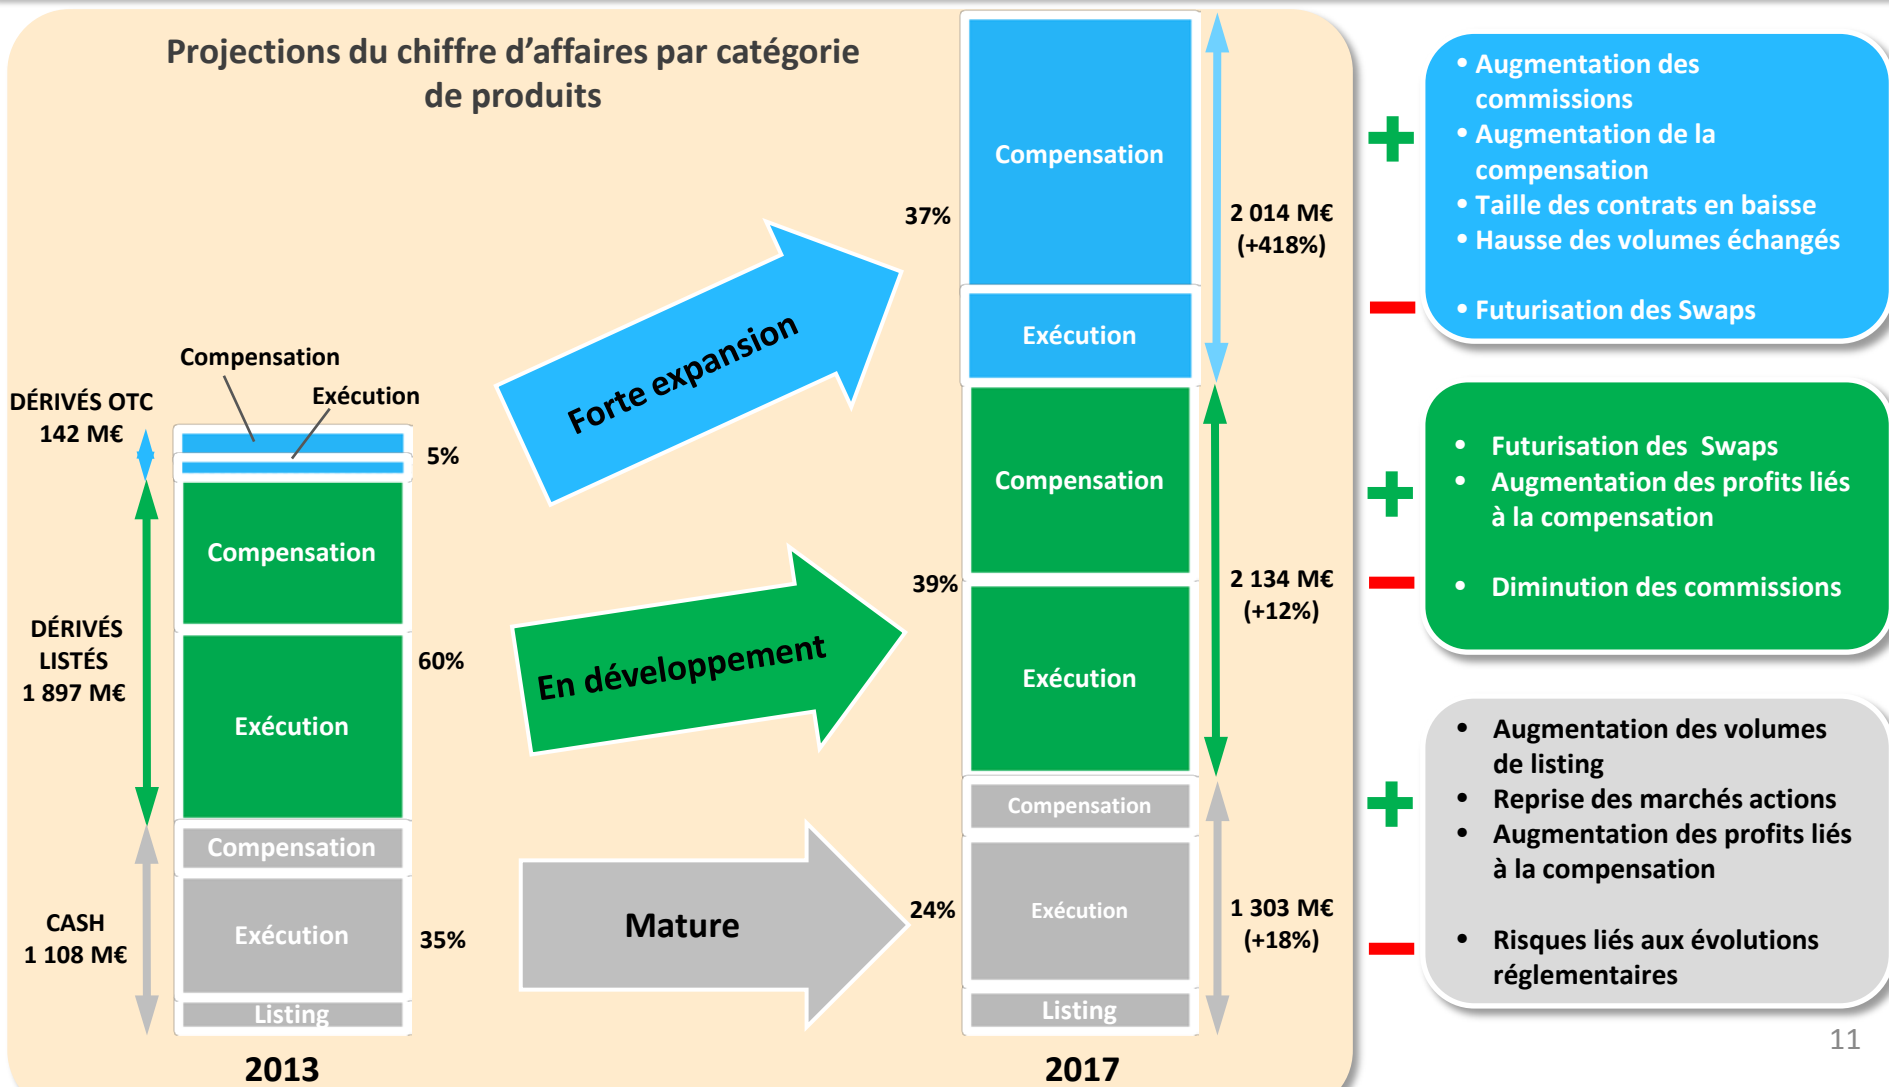 Projections du chiffre d’affaires par catégorie
de produits
Compensation
Exécution
DÉRIVÉS OTC
142 M€
5%
Compensation
DÉRIVÉS
LISTÉS
1 897 M€
60%
Exécution
Compensation
CASH
1 108 M€
Exécution
35%
Listing
2013
Forte expansion
En développement
Mature
Compensation
37%
2 014 M€
(+418%)
Exécution
Compensation
39%
2 134 M€
(+12%)
Exécution
Compensation
24%
Exécution
1 303 M€
(+18%)
Listing
2017
+
• Augmentation des
commissions
• Augmentation de la
compensation
• Taille des contrats en baisse
• Hausse des volumes échangés
–
• Futurisation des Swaps
+
• Futurisation des Swaps
• Augmentation des profits liés
à la compensation
–
• Diminution des commissions
+
• Augmentation des volumes
de listing
• Reprise des marchés actions
• Augmentation des profits liés
à la compensation
–
• Risques liés aux évolutions
réglementaires
11